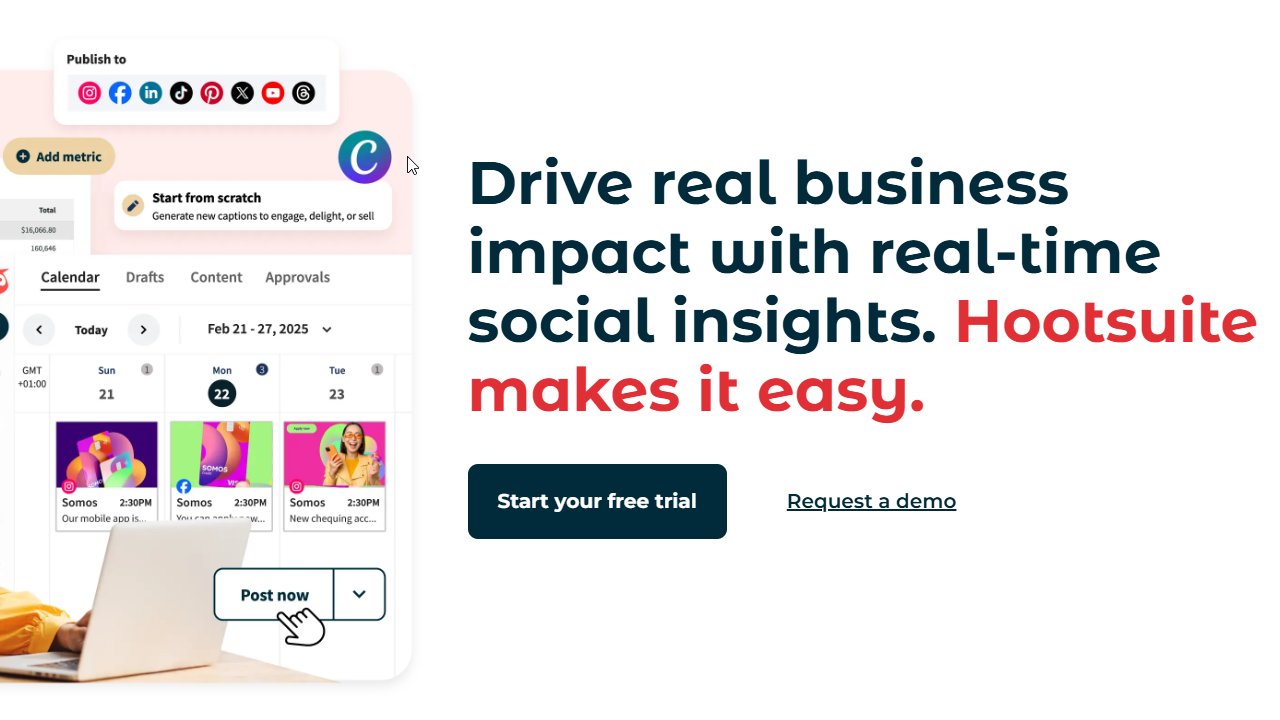 Publish to
Add metric
Start from scratch
Generate new captions to engage, delight, or sell
Total
$16,066.80
160,646
Calendar Drafts Content Approvals
Today Feb 21 - 27, 2025
GMT +01:00
Sun 1 Mon 3 Tue 1
21 22 23
Apply now
SOMOS
VIS
Somos 2:30PM Somos 2:30PM Somos 2:30PM
Our mobile app is... You can apply now... New chequing acc...
Post now
Drive real business
impact with real-time
social insights. Hootsuite
makes it easy.
Start your free trial Request a demo